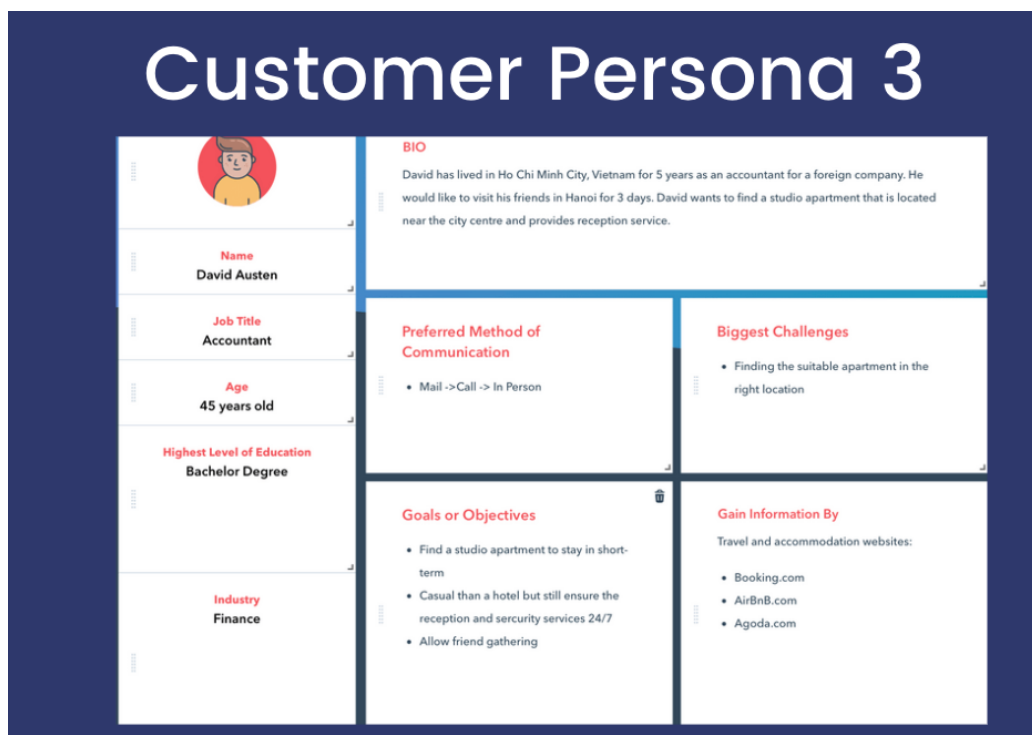 Customer Persona 3
BIO
David has lived in Ho Chi Minh City, Vietnam for 5 years as an accountant for a foreign company. He
would like to visit his friends in Hanoi for 3 days. David wants to find a studio apartment that is located
near the city centre and provides reception service.
Name
David Austen
Job Title
Accountant
Age
45 years old
Highest Level of Education
Bachelor Degree
Industry
Finance
Preferred Method of
Communication
• Mail ->Call -> In Person
Biggest Challenges
• Finding the suitable apartment in the
right location
Goals or Objectives
• Find a studio apartment to stay in short-
term
• Casual than a hotel but still ensure the
reception and sercurity services 24/7
• Allow friend gathering
Gain Information By
Travel and accommodation websites:
• Booking.com
• AirBnB.com
• Agoda.com